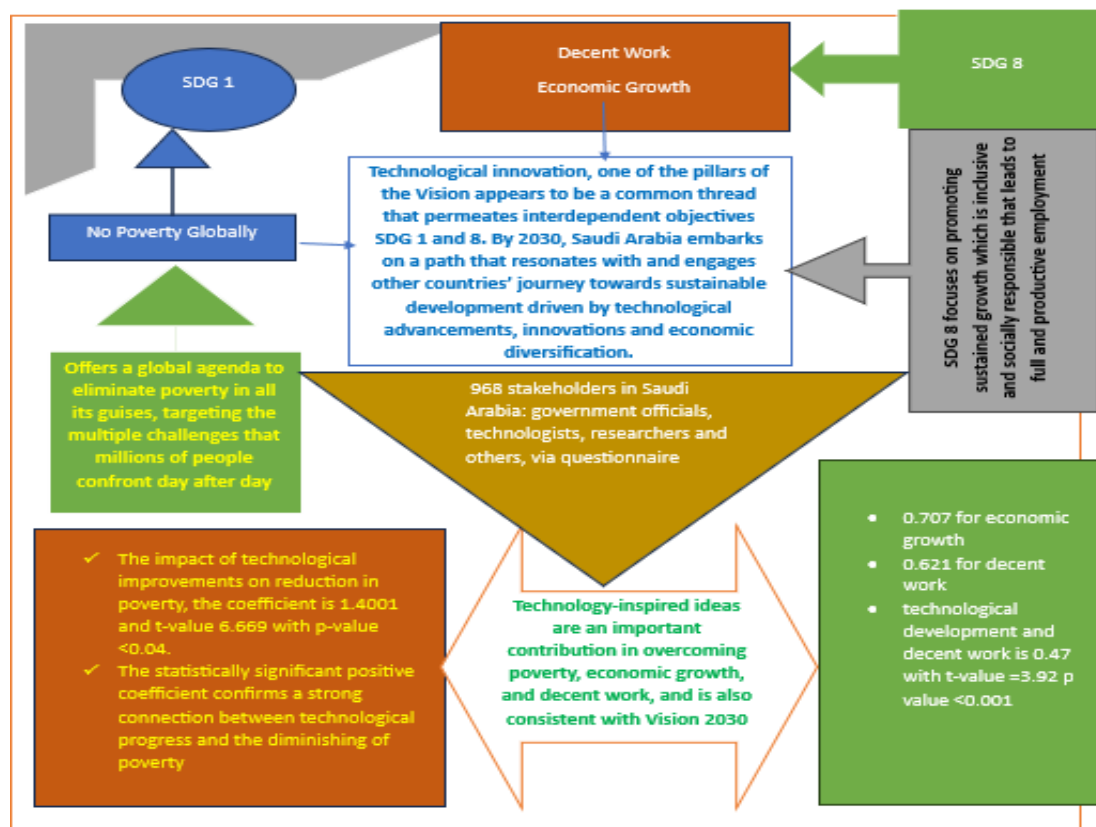 SDG 1
Decent Work
Economic Growth
SDG 8
No Poverty Globally
Technological innovation, one of the pillars of
the Vision appears to be a common thread
that permeates interdependent objectives
SDG 1 and 8. By 2030, Saudi Arabia embarks
on a path that resonates with and engages
other countries' journey towards sustainable
development driven by technological
advancements, innovations and economic
diversification.
SDG 8 focuses on promoting
sustained growth which is inclusive
and socially responsible that leads to
full and productive employment
Offers a global agenda to
eliminate poverty in all
its guises, targeting the
multiple challenges that
millions of people
confront day after day
968 stakeholders in Saudi
Arabia: government officials,
technologists, researchers and
others, via questionnaire
✓ The impact of technological
improvements on reduction in
poverty, the coefficient is 1.4001
and t-value 6.669 with p-value
<0.04.
✓ The statistically significant positive
coefficient confirms a strong
connection between technological
progress and the diminishing of
poverty
Technology-inspired ideas
are an important
contribution in overcoming
poverty, economic growth,
and decent work, and is also
consistent with Vision 2030
• 0.707 for economic
growth
• 0.621 for decent
work
• technological
development and
decent work is 0.47
with t-value =3.92 p
value <0.001